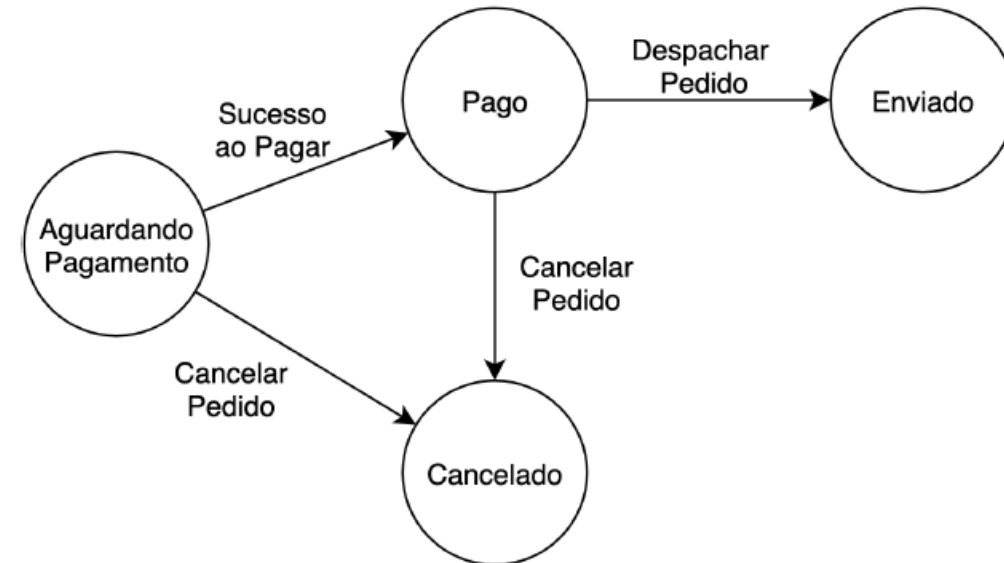 Despachar
Pedido
Pago
Enviado
Sucesso
ao Pagar
Aguardando
Pagamento
Cancelar
Pedido
Cancelar
Pedido
Cancelado